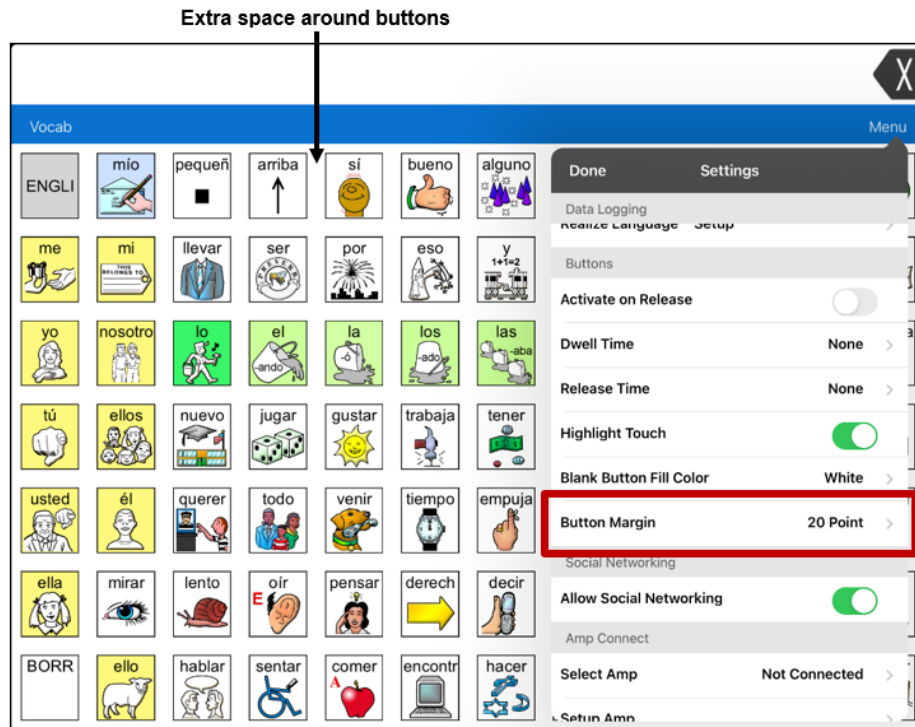 Extra space around buttons
X
Vocab
Menu
ENGLI
mío
pequeñ
arriba
sí
bueno
alguno
me
mi
THIS
BELONGS TO
llevar
ser
por
eso
y
1+1=2
yo
nosotro
lo
el
-ando
la
-ó
los
-ado
las
-aba
tú
ellos
nuevo
jugar
gustar
trabaja
tener
usted
él
querer
todo
venir
tiempo
empuja
ella
mirar
lento
oír
E
pensar
derech
decir
BORR
ello
hablar
sentar
comer
A
encontr
hacer
Done
Settings
Data Logging
Realize Language Setup
Buttons
Activate on Release
Dwell Time None
Release Time None
Highlight Touch
Blank Button Fill Color White
Button Margin 20 Point
Social Networking
Allow Social Networking
Amp Connect
Select Amp Not Connected
Setup Amp